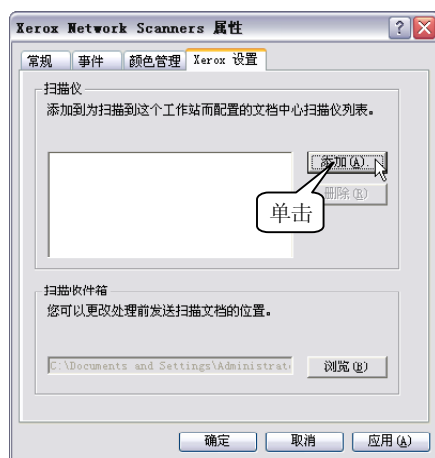 Xerox Network Scanners 属性
常规 事件 颜色管理 Xerox 设置
扫描仪
添加到为扫描到这个工作站而配置的文档中心扫描仪列表。
添加(A).
单击
删除(R)
扫描收件箱
您可以更改处理前发送扫描文档的位置。
C:\Documents and Settings\Administrat
浏览(B)
确定 取消 应用(A)